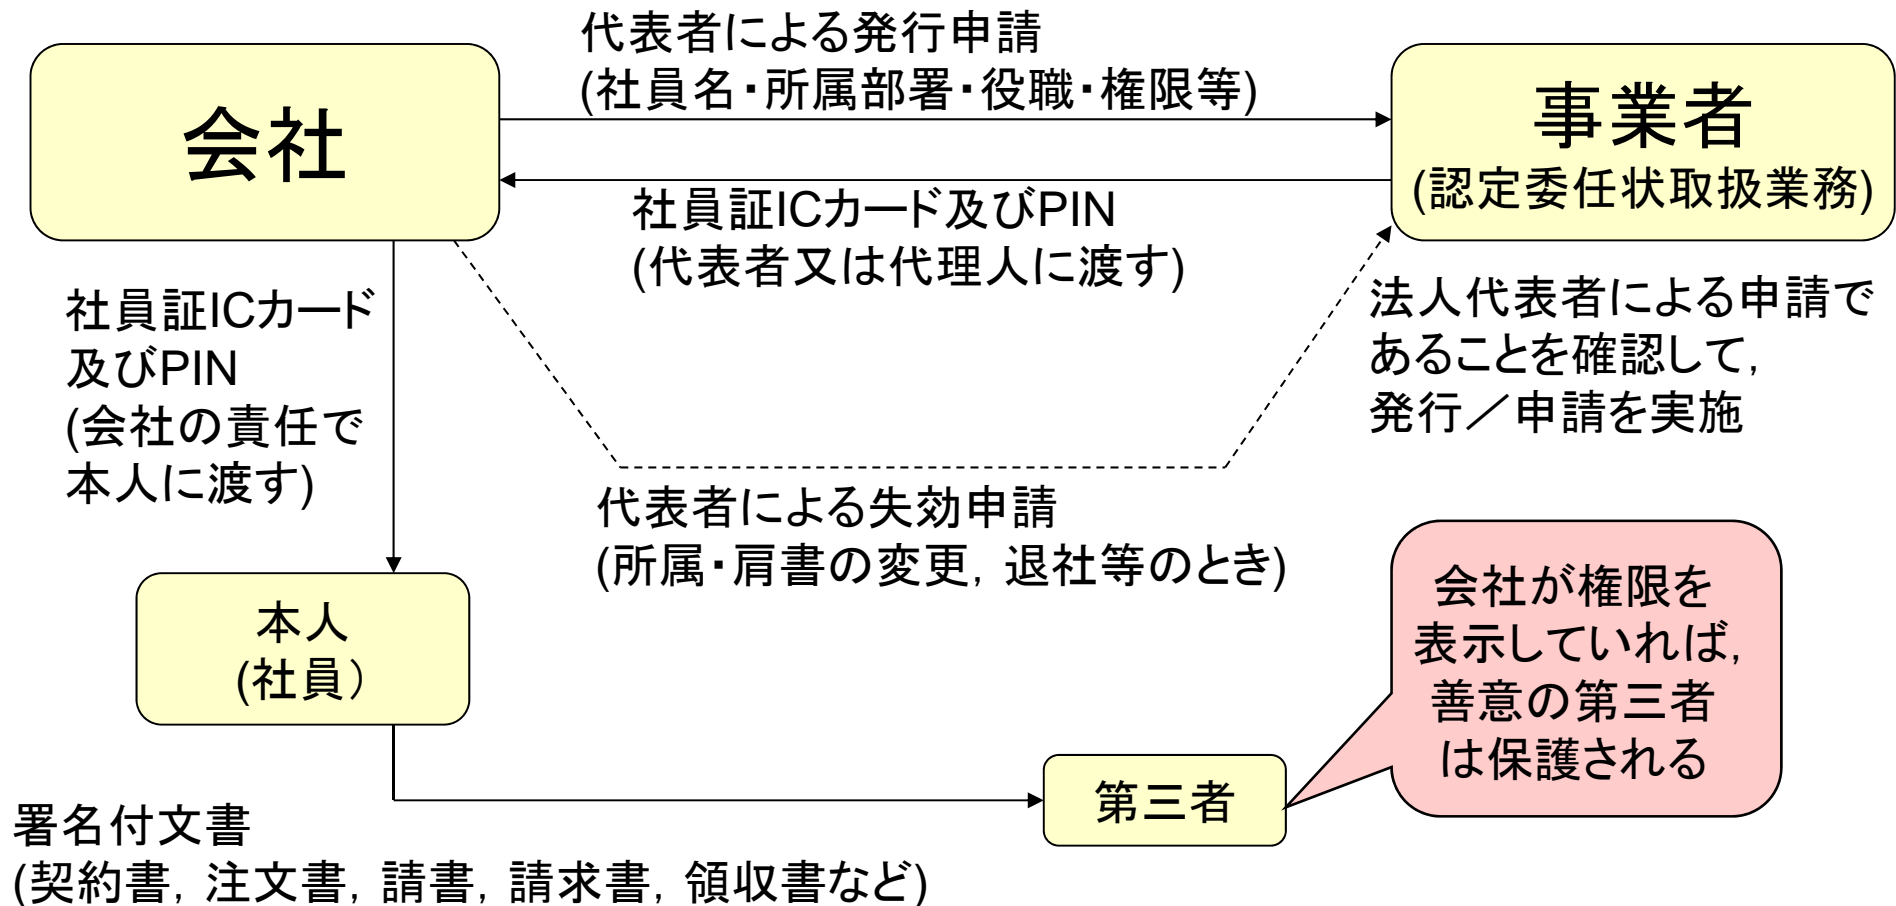 代表者による発行申請
(社員名・所属部署・役職・権限等)
会社
事業者
(認定委任状取扱業務)
社員証ICカード及びPIN
(代表者又は代理人に渡す)
社員証ICカード
及びPIN
(会社の責任で
本人に渡す)
法人代表者による申請で
あることを確認して,
発行／申請を実施
代表者による失効申請
(所属・肩書の変更, 退社等のとき)
会社が権限を
表示していれば,
善意の第三者
は保護される
本人
(社員）
第三者
署名付文書
(契約書, 注文書, 請書, 請求書, 領収書など)